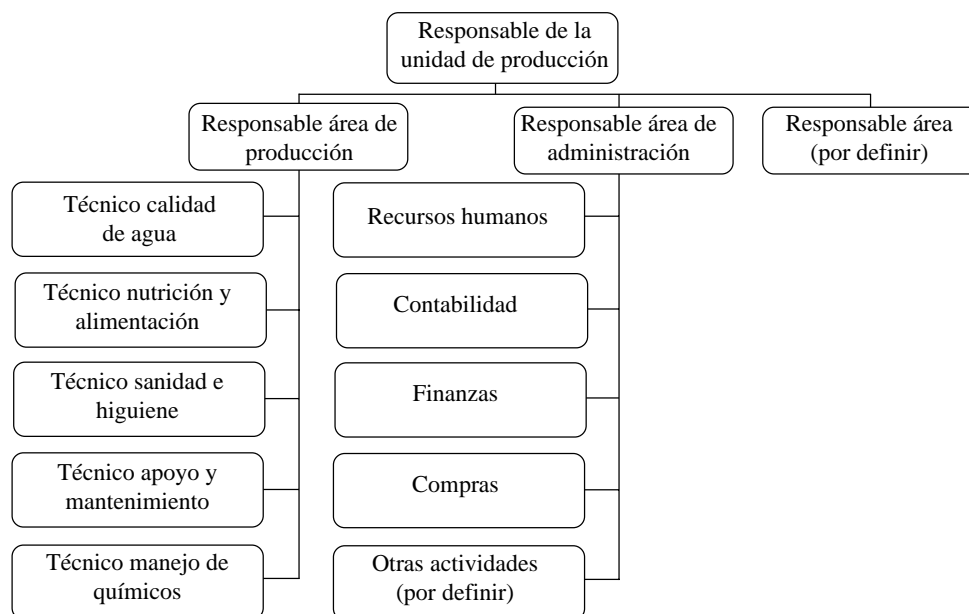 Responsable de la
unidad de producción
Responsable área de
producción
Responsable área de
administración
Responsable área
(por definir)
Técnico calidad
de agua
Técnico nutrición y
alimentación
Técnico sanidad e
higuiene
Técnico apoyo y
mantenimiento
Técnico manejo de
químicos
Recursos humanos
Contabilidad
Finanzas
Compras
Otras actividades
(por definir)